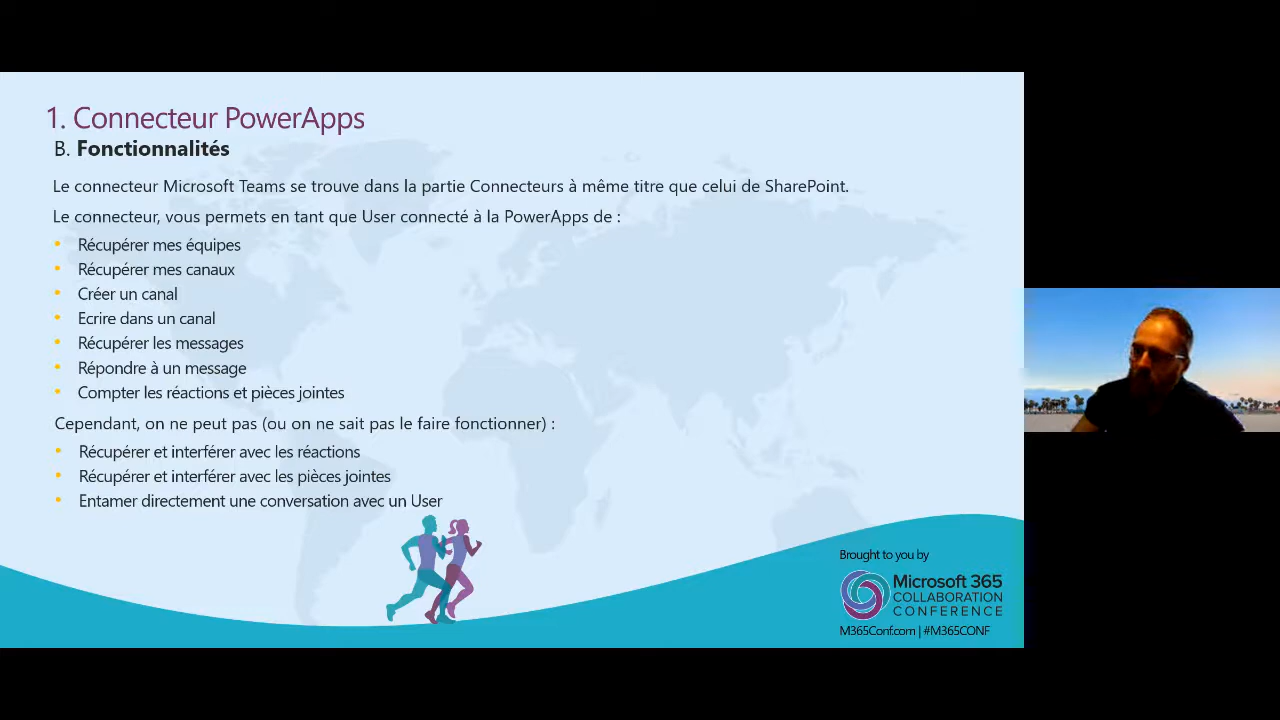 1. Connecteur PowerApps
B. Fonctionnalités
Le connecteur Microsoft Teams se trouve dans la partie Connecteurs à même titre que celui de SharePoint.
Le connecteur, vous permets en tant que User connecté à la PowerApps de :
• Récupérer mes équipes
• Récupérer mes canaux
• Créer un canal
• Ecrire dans un canal
• Récupérer les messages
• Répondre à un message
• Compter les réactions et pièces jointes
Cependant, on ne peut pas (ou on ne sait pas le faire fonctionner) :
• Récupérer et interférer avec les réactions
• Récupérer et interférer avec les pièces jointes
• Entamer directement une conversation avec un User
Brought to you by
Microsoft 365
COLLABORATION
CONFERENCE
M365Conf.com | #M365CONF